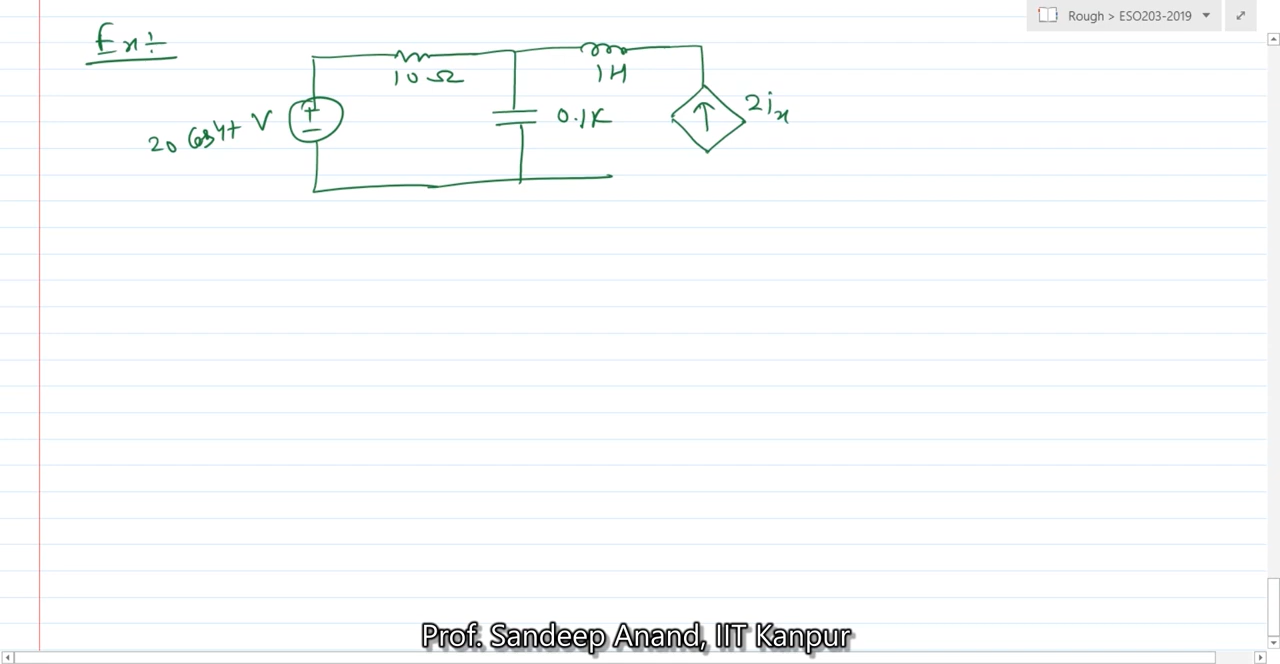 Rough > ESO203-2019
Ex:
10 Ω
1H
20 Cos4t V
+
0.1F
2ix
Prof. Sandeep Anand, IIT Kanpur